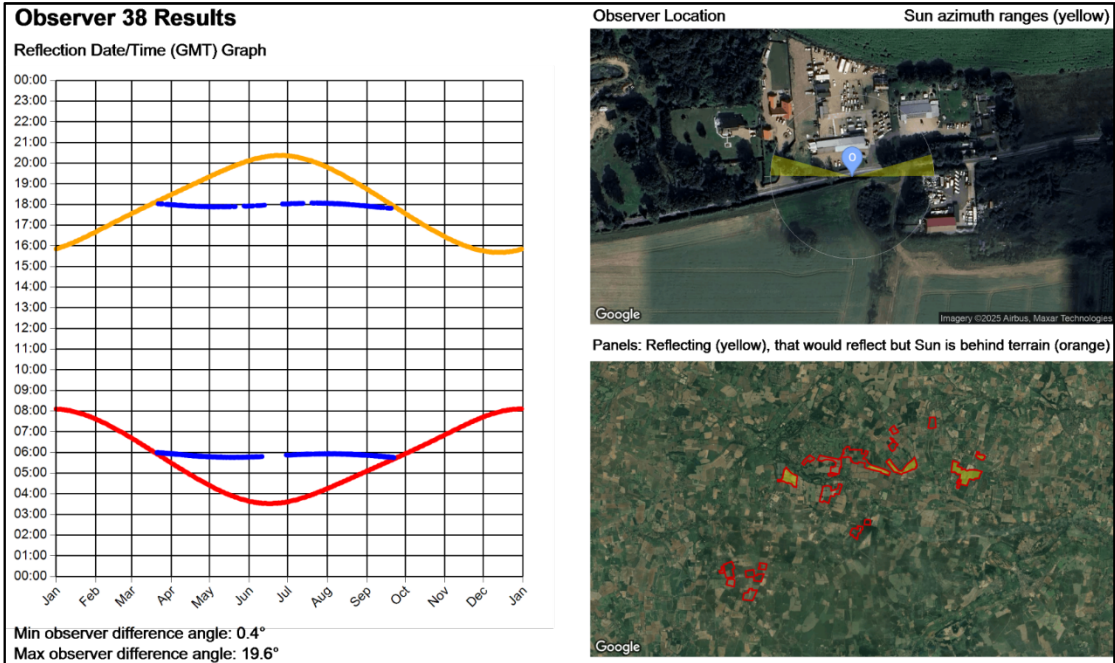 Observer 38 Results
Reflection Date/Time (GMT) Graph
00:00
23:00
22:00
21:00
20:00
19:00
18:00
17:00
16:00
15:00
14:00
13:00
12:00
11:00
10:00
09:00
08:00
07:00
06:00
05:00
04:00
03:00
02:00
01:00
00:00
Jan Feb Mar Apr May Jun Jul Aug Sep Oct Nov Dec Jan
Min observer difference angle: 0.4°
Max observer difference angle: 19.6°
Observer Location Sun azimuth ranges (yellow)
O
Google Imagery ©2025 Airbus, Maxar Technologies
Panels: Reflecting (yellow), that would reflect but Sun is behind terrain (orange)
Google